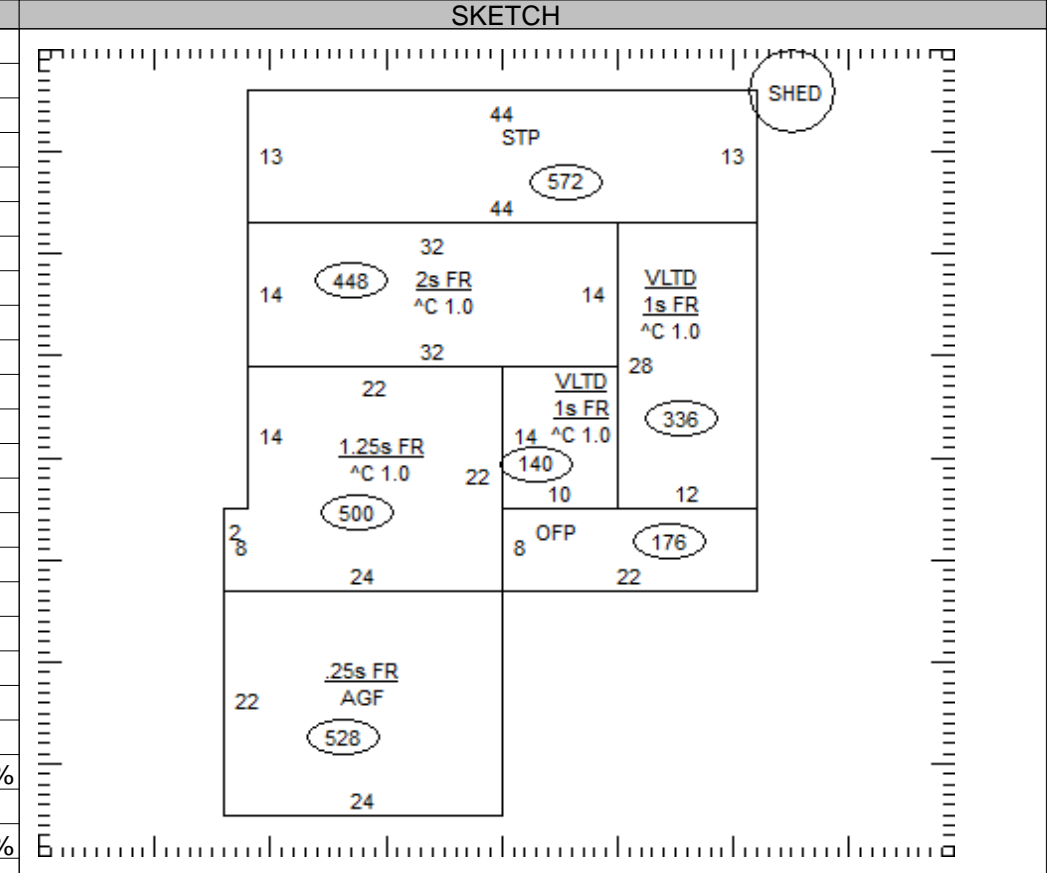 SKETCH
SHED
44
STP
13 13
572
44
32
448 2s FR
^C 1.0
14 14
32
VLTD
1s FR
^C 1.0
28
336
12
22
14
1.25s FR
^C 1.0
22
500
2
8
24
VLTD
1s FR
14 ^C 1.0
140
10
OFP
8
176
22
.25s FR
AGF
22
528
24
%
%